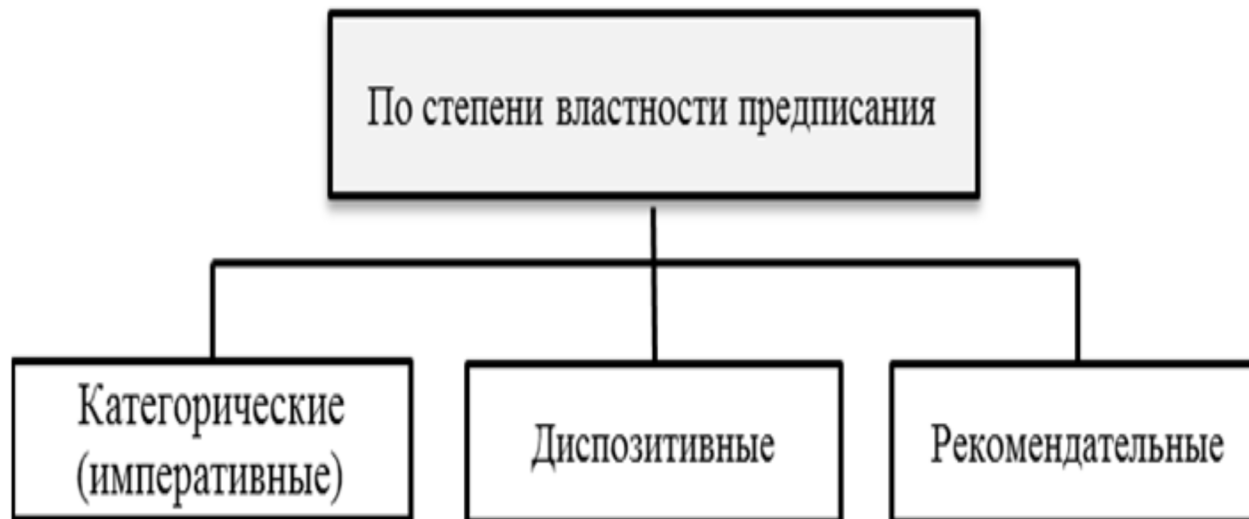 По степени властности предписания
Категорические
(императивные)
Диспозитивные
Рекомендательные